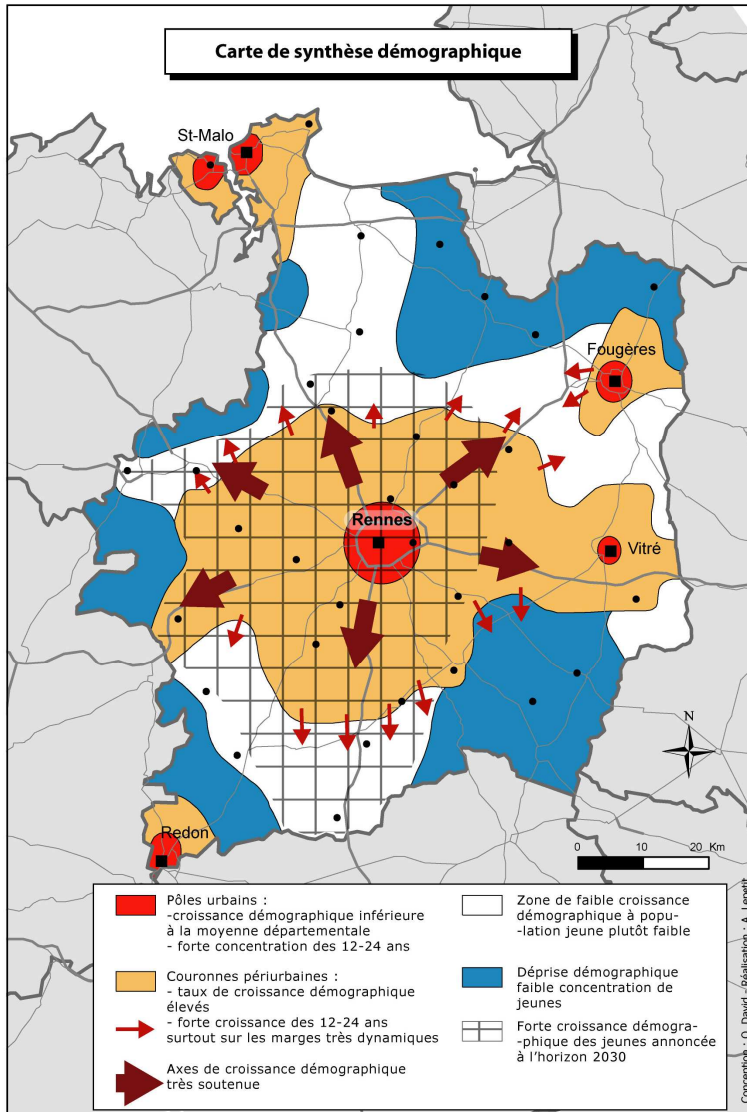 Carte de synthèse démographique
St-Malo
Fougères
Rennes
Vitré
N
Redon
0 10 20 Km
Pôles urbains :
-croissance démographique inférieure
à la moyenne départementale
- forte concentration des 12-24 ans
Couronnes périurbaines :
- taux de croissance démographique
élevés
- forte croissance des 12-24 ans
surtout sur les marges très dynamiques
Axes de croissance démographique
très soutenue
Zone de faible croissance
démographique à popu-
-lation jeune plutôt faible
Déprise démographique
faible concentration de
jeunes
Forte croissance démogra-
-phique des jeunes annoncée
à l'horizon 2030
Conception : O. David - Réalisation : A. Lepetit